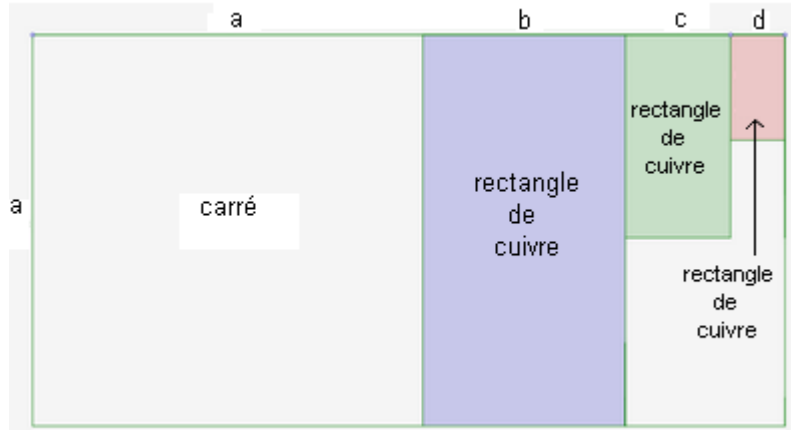 a b c d
a
carré
rectangle
de
cuivre
rectangle
de
cuivre
rectangle
de
cuivre